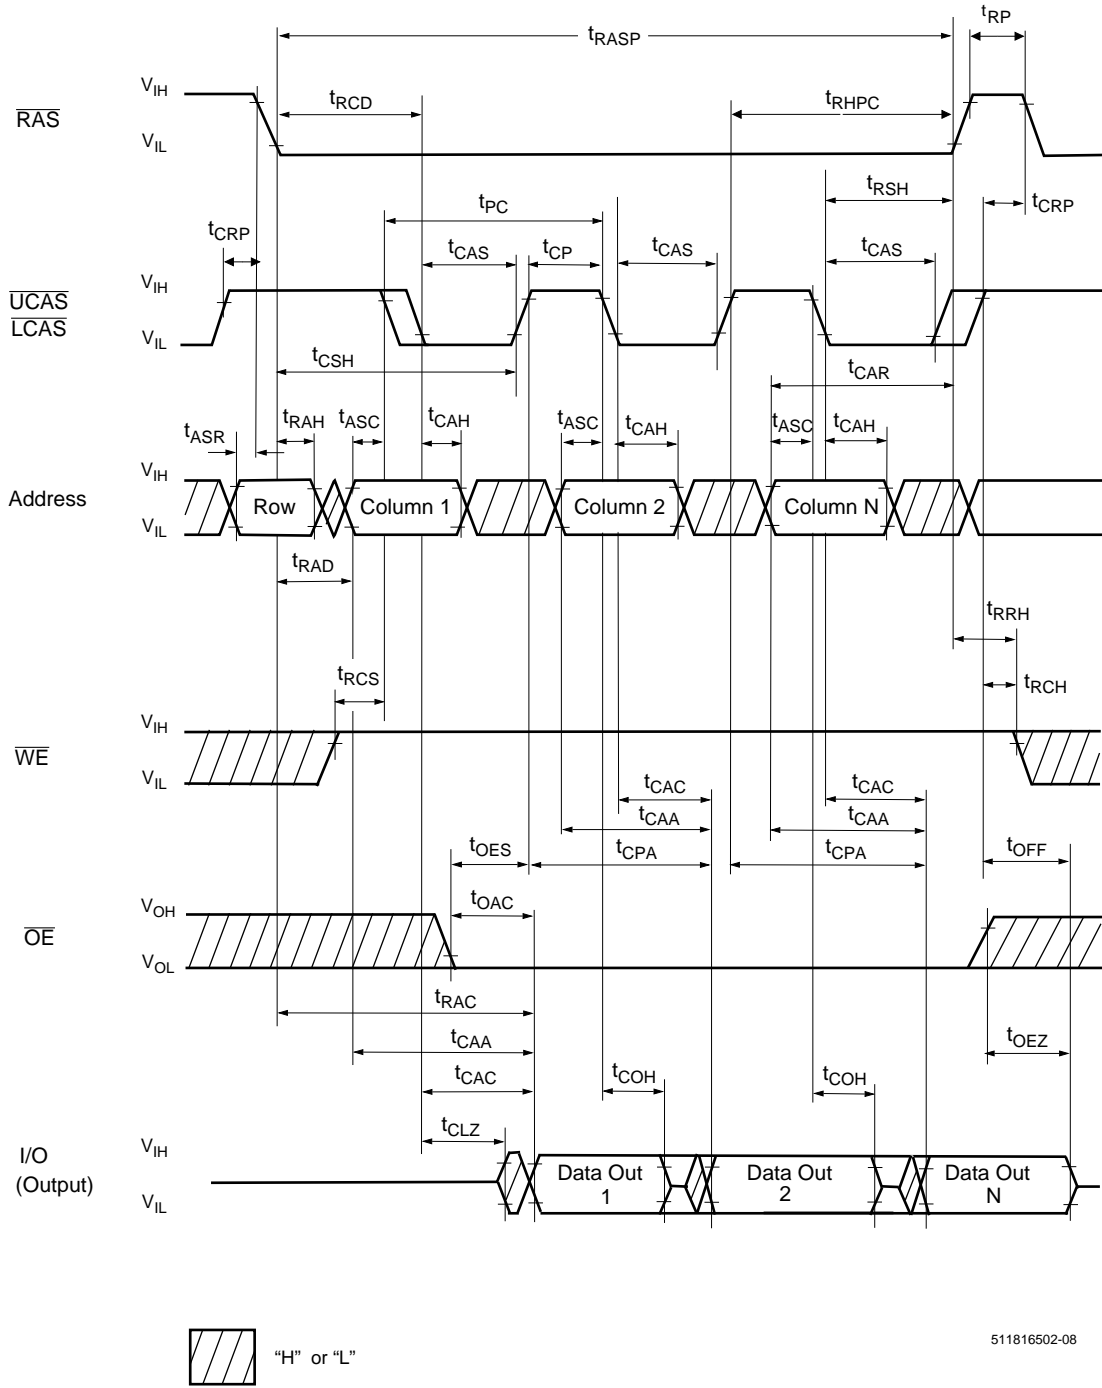 tRP
tRASP
VIH
RAS
VIL
tRCD
tRHPC
tRSH
tCRP
tPC
tCRP
tCAS
tCP
tCAS
tCAS
VIH
UCAS
LCAS
VIL
tCSH
tCAR
tASR
tRAH
tASC
tCAH
tASC
tCAH
tASC
tCAH
VIH
Address
VIL
Row
Column 1
Column 2
Column N
tRAD
tRRH
tRCS
tRCH
VIH
WE
VIL
tCAC
tCAC
tCAA
tCAA
tOES
tCPA
tCPA
tOFF
tOAC
VOH
OE
VOL
tRAC
tOEZ
tCAA
tCAC
tCOH
tCOH
tCLZ
I/O
(Output)
VIH
VIL
Data Out
1
Data Out
2
Data Out
N
“H” or “L”
511816502-08